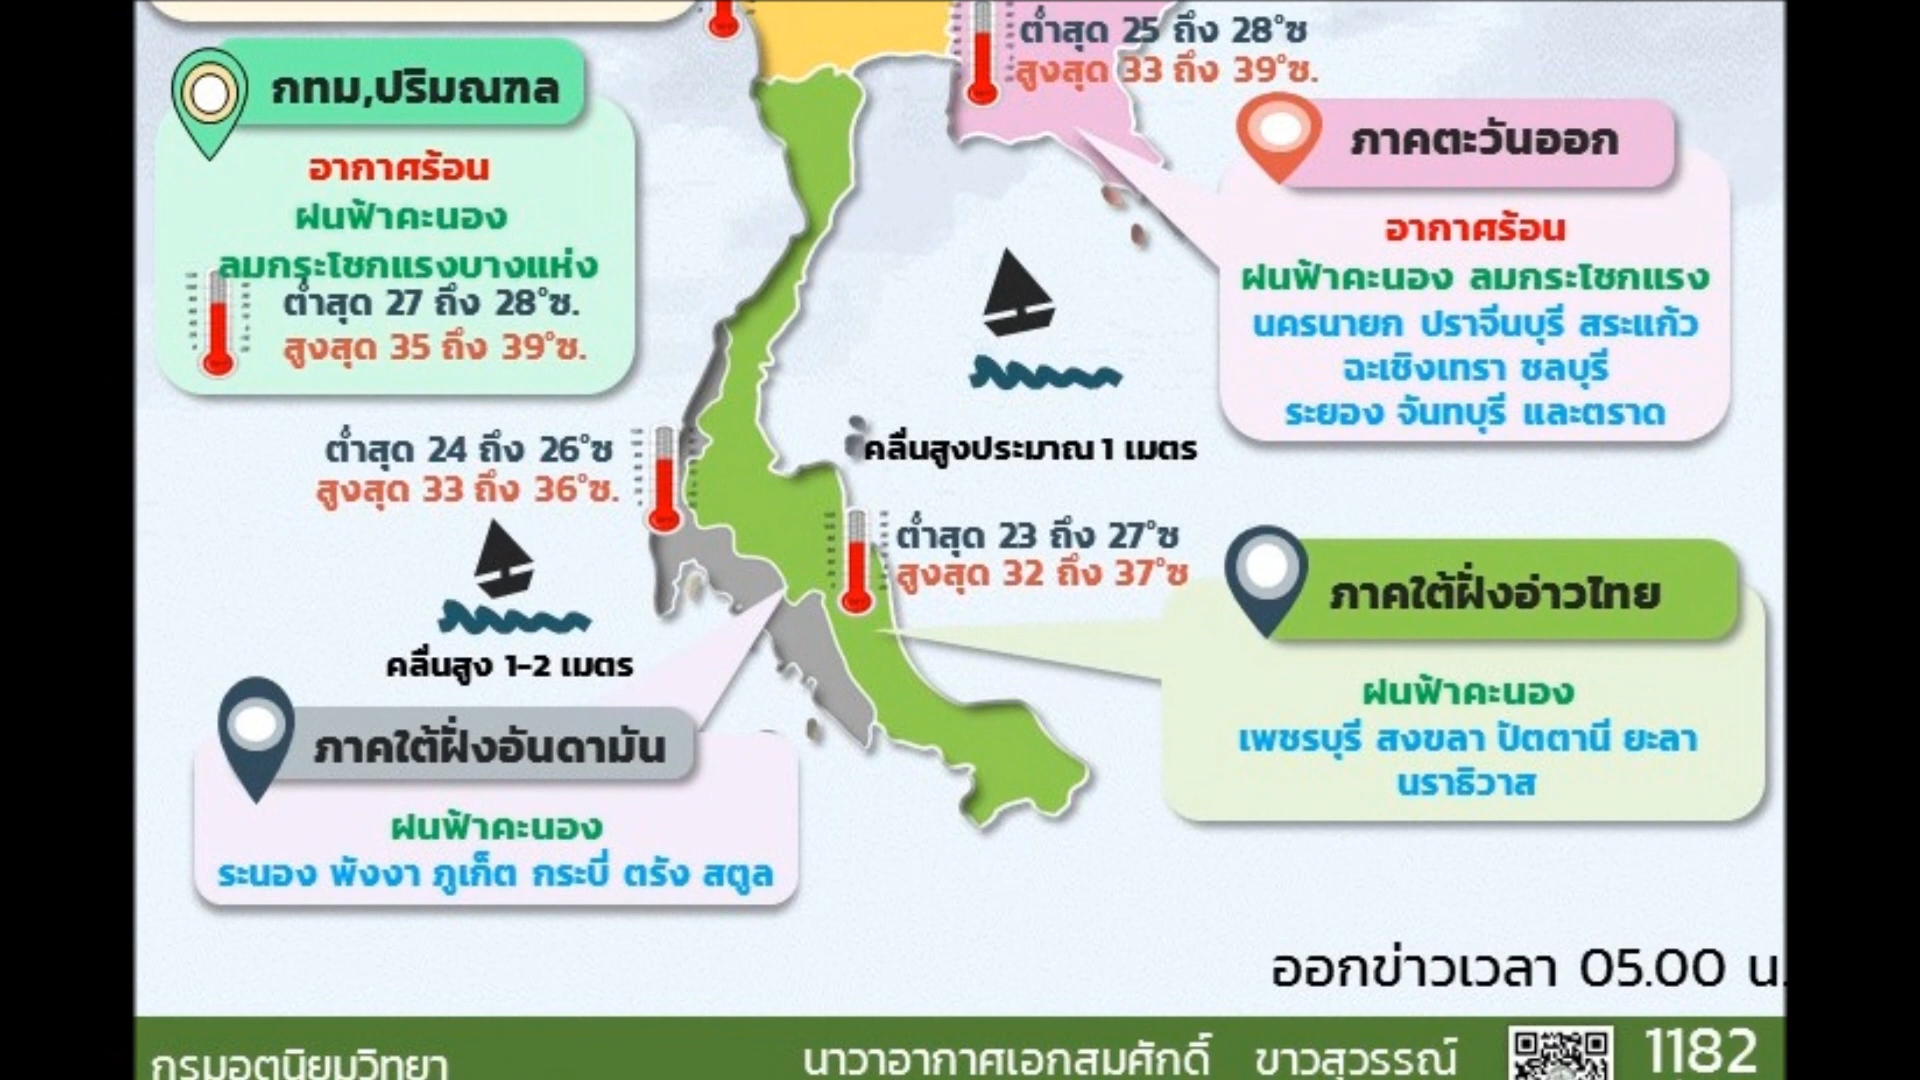 ต่ำสุด 25 ถึง 28°ซ
สูงสุด 33 ถึง 39°ซ.
กทม,ปริมณฑล
อากาศร้อน
ฝนฟ้าคะนอง
ลมกระโชกแรงบางแห่ง
ต่ำสุด 27 ถึง 28°ซ.
สูงสุด 35 ถึง 39°ซ.
ภาคตะวันออก
อากาศร้อน
ฝนฟ้าคะนอง ลมกระโชกแรง
นครนายก ปราจีนบุรี สระแก้ว
ฉะเชิงเทรา ชลบุรี
ระยอง จันทบุรี และตราด
คลื่นสูงประมาณ 1 เมตร
ต่ำสุด 24 ถึง 26°ซ
สูงสุด 33 ถึง 36°ซ.
คลื่นสูง 1-2 เมตร
ต่ำสุด 23 ถึง 27°ซ
สูงสุด 32 ถึง 37°ซ
ภาคใต้ฝั่งอ่าวไทย
ฝนฟ้าคะนอง
เพชรบุรี สงขลา ปัตตานี ยะลา
นราธิวาส
ภาคใต้ฝั่งอันดามัน
ฝนฟ้าคะนอง
ระนอง พังงา ภูเก็ต กระบี่ ตรัง สตูล
ออกข่าวเวลา 05.00 น.
กรมอุตุนิยมวิทยา
นาวาอากาศเอกสมศักดิ์ ขาวสุวรรณ์
1182